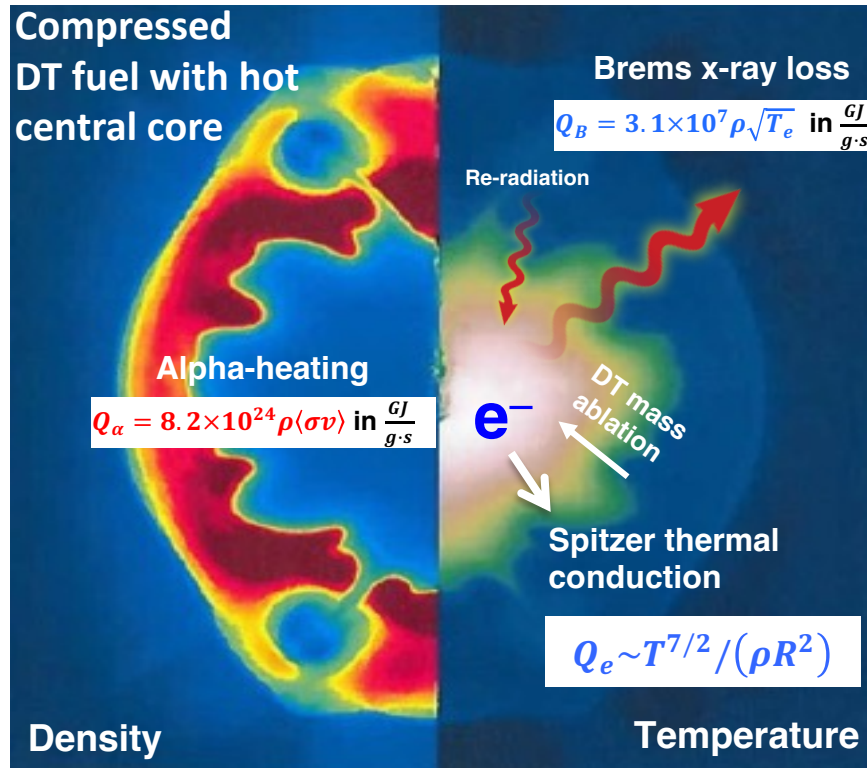 Compressed
DT fuel with hot
central core
Brems x-ray loss
Q_B = 3.1×10^7 ρ√T_e in GJ/(g·s)
Re-radiation
Alpha-heating
Q_α = 8.2×10^24 ρ⟨σv⟩ in GJ/(g·s)
DT mass
ablation
e–
Spitzer thermal
conduction
Q_e~T^7/2/(ρR^2)
Density
Temperature